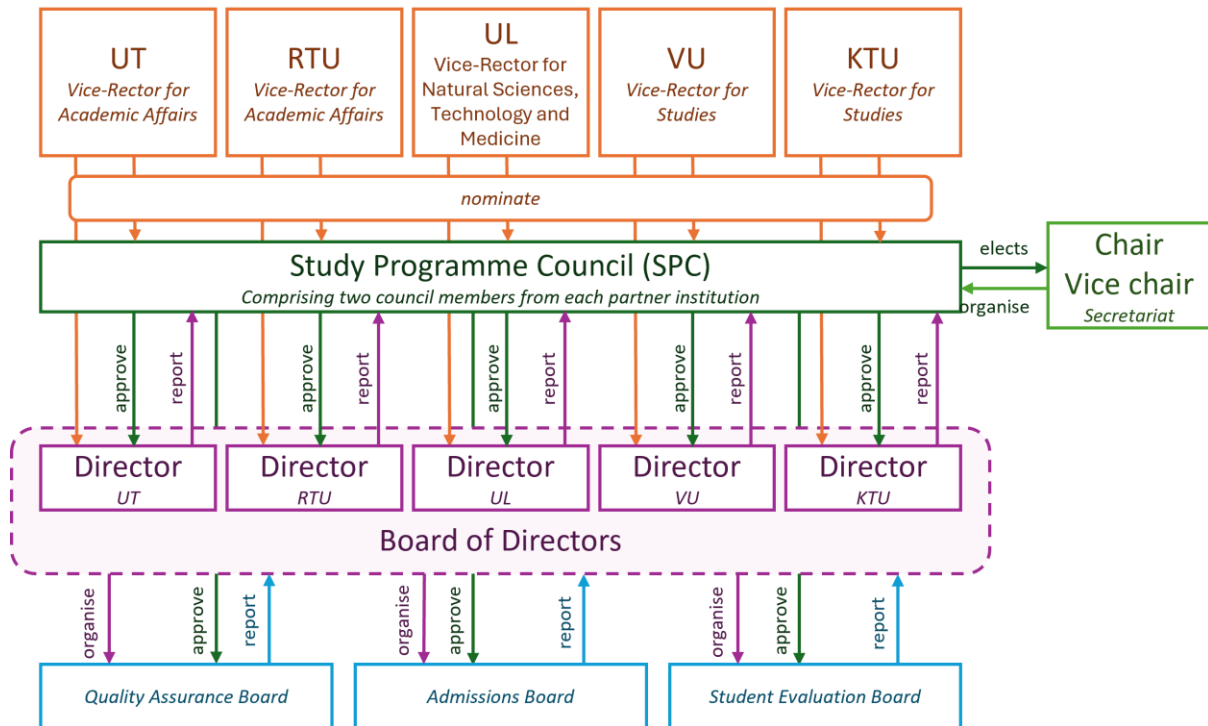 UT
Vice-Rector for
Academic Affairs
RTU
Vice-Rector for
Academic Affairs
UL
Vice-Rector for
Natural Sciences,
Technology and
Medicine
VU
Vice-Rector for
Studies
KTU
Vice-Rector for
Studies
nominate
Study Programme Council (SPC)
Comprising two council members from each partner institution
elects
organise
Chair
Vice chair
Secretariat
approve
report
approve
report
approve
report
approve
report
approve
report
Director
UT
Director
RTU
Director
UL
Director
VU
Director
KTU
Board of Directors
organise
approve
report
organise
approve
report
organise
approve
report
Quality Assurance Board
Admissions Board
Student Evaluation Board